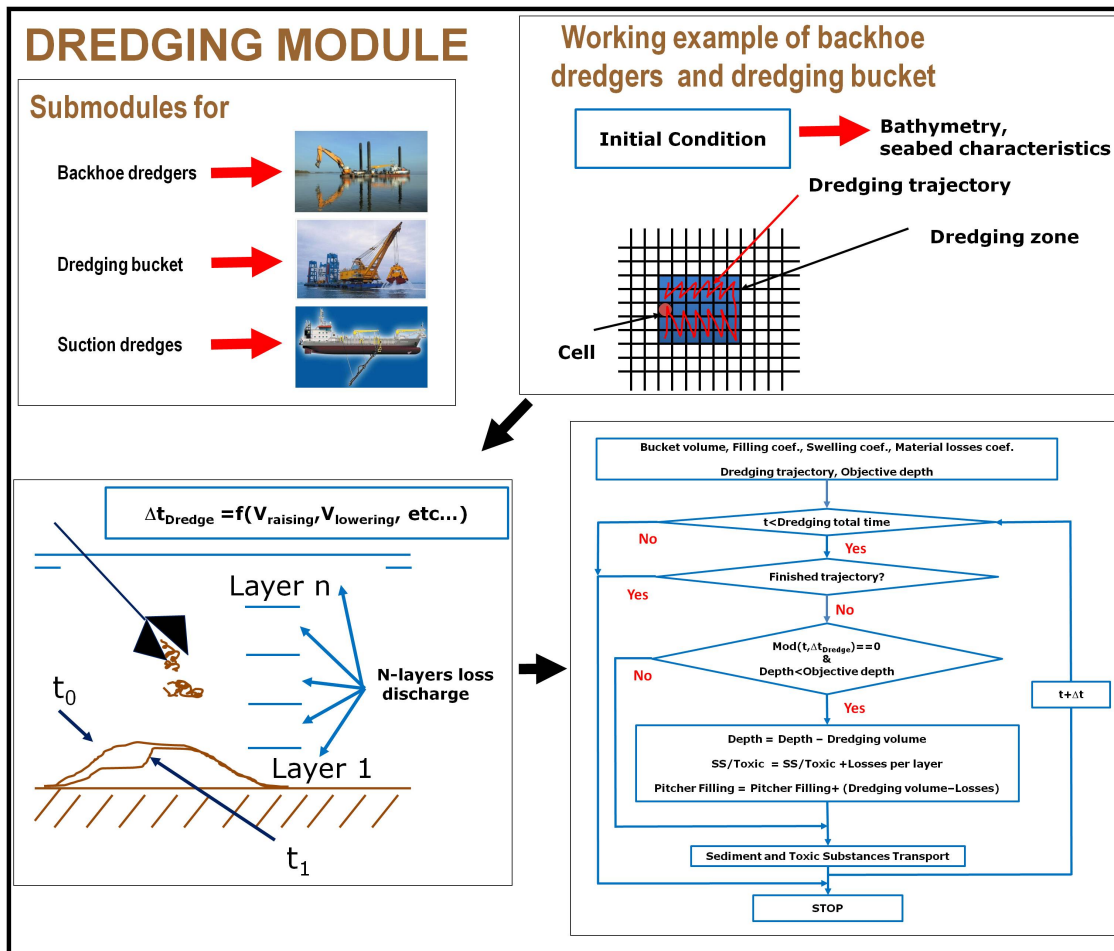 DREDGING MODULE
Submodules for
Backhoe dredgers
Dredging bucket
Suction dredges
Working example of backhoe
dredgers and dredging bucket
Initial Condition
Bathymetry,
seabed characteristics
Dredging trajectory
Dredging zone
Cell
ΔtDredge =f(Vraising,Vlowering, etc...)
Layer n
N-layers loss
discharge
t0
Layer 1
t1
Bucket volume, Filling coef., Swelling coef., Material losses coef.
Dredging trajectory, Objective depth
t<Dredging total time
No
Yes
Finished trajectory?
Yes
No
Mod(t,ΔtDredge)==0
&
Depth<Objective depth
No
Yes
t+Δt
Depth = Depth – Dredging volume
SS/Toxic = SS/Toxic +Losses per layer
Pitcher Filling = Pitcher Filling+ (Dredging volume–Losses)
Sediment and Toxic Substances Transport
STOP